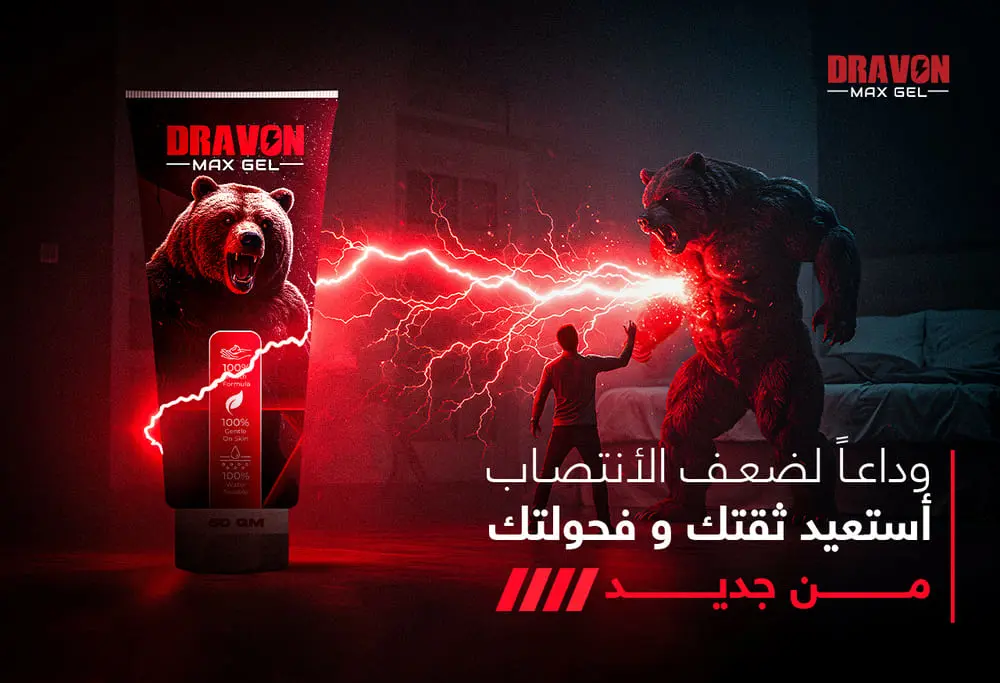 DRAVON
MAX GEL
DRAVON
MAX GEL
100%
Formula
100%
Gentle
On Skin
100%
Water
50 GM
وداعاً لضعف الأنتصاب
أستعيد ثقتك و فحولتك
من جديد